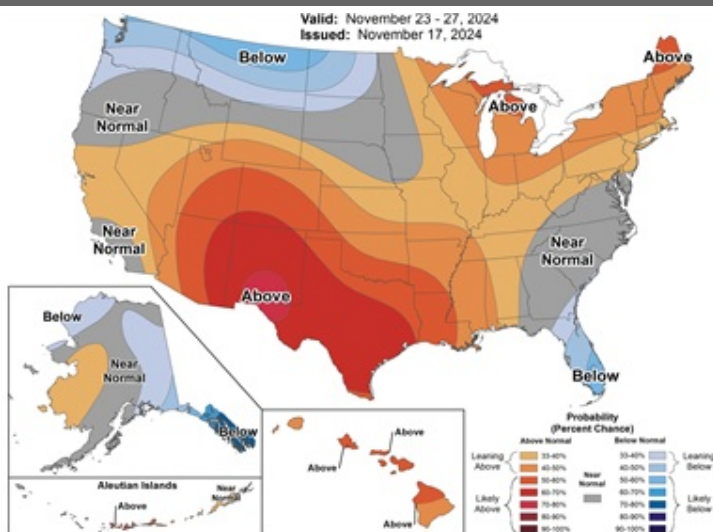 Valid: November 23 - 27, 2024
Issued: November 17, 2024
Below
Above
Above
Near
Normal
Near
Normal
Near
Normal
Above
Below
Near
Normal
Below
Below
Aleutian Islands
Near
Normal
Above
Above
Above
Above
Probability
(Percent Chance)
Above Normal
Below Normal
Leaning
Above
Likely
Above
33-40%
40-50%
50-60%
60-70%
70-80%
80-90%
90-100%
Near
Normal
33-40%
40-50%
50-60%
60-70%
70-80%
80-90%
90-100%
Leaning
Below
Likely
Below